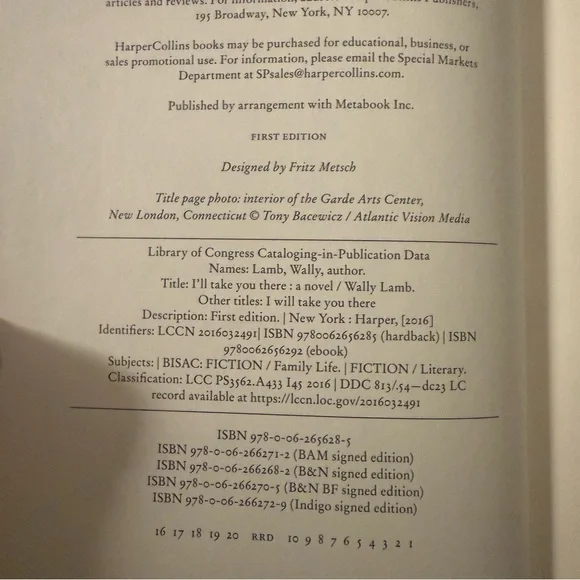 articles and reviews. For information, address HarperCollins Publishers,
195 Broadway, New York, NY 10007.
HarperCollins books may be purchased for educational, business, or
sales promotional use. For information, please email the Special Markets
Department at SPsales@harpercollins.com.
Published by arrangement with Metabook Inc.
FIRST EDITION
Designed by Fritz Metsch
Title page photo: interior of the Garde Arts Center,
New London, Connecticut © Tony Bacewicz / Atlantic Vision Media
Library of Congress Cataloging-in-Publication Data
Names: Lamb, Wally, author.
Title: I'll take you there : a novel / Wally Lamb.
Other titles: I will take you there
Description: First edition. | New York : Harper, [2016]
Identifiers: LCCN 2016032491| ISBN 9780062656285 (hardback) | ISBN
9780062656292 (ebook)
Subjects: | BISAC: FICTION / Family Life. | FICTION / Literary.
Classification: LCC PS3562.A433 I45 2016 | DDC 813/.54—dc23 LC
record available at https://lccn.loc.gov/2016032491
ISBN 978-0-06-265628-5
ISBN 978-0-06-266271-2 (BAM signed edition)
ISBN 978-0-06-266268-2 (B&N signed edition)
ISBN 978-0-06-266270-5 (B&N BF signed edition)
ISBN 978-0-06-266272-9 (Indigo signed edition)
16 17 18 19 20 RRD 10 9 8 7 6 5 4 3 2 1